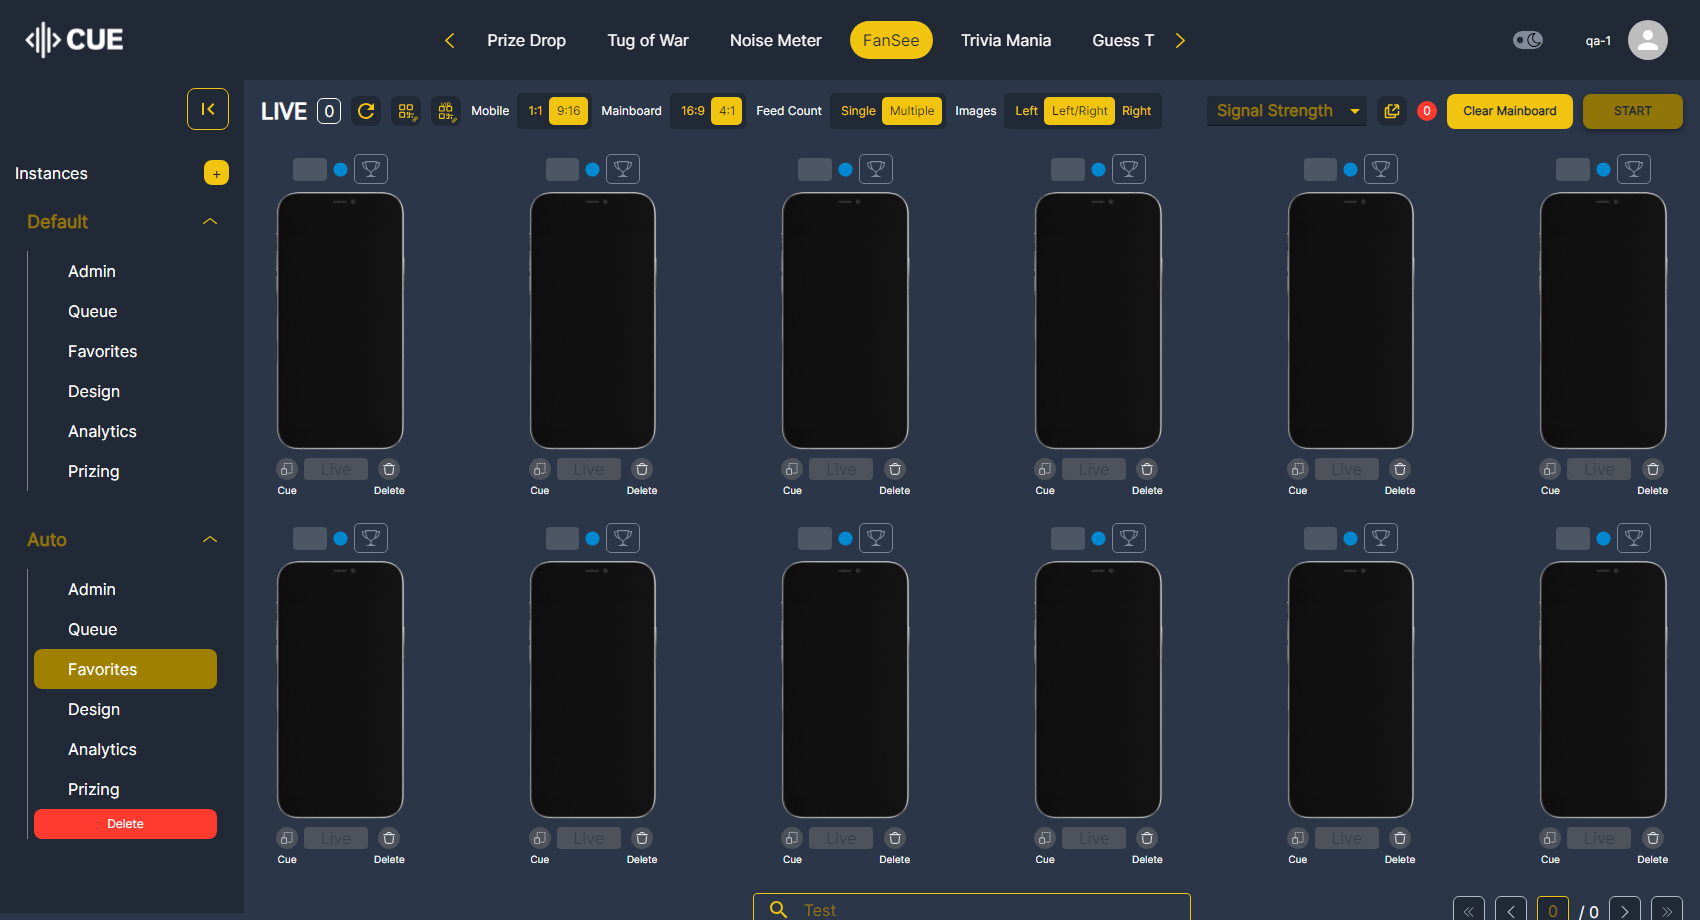 CUE
Prize Drop Tug of War Noise Meter FanSee Trivia Mania Guess T
qa-1
LIVE 0 Mobile 1:1 9:16 Mainboard 16:9 4:1 Feed Count Single Multiple Images Left Left/Right Right Signal Strength 0 Clear Mainboard START
Instances +
Default
Admin
Queue
Favorites
Design
Analytics
Prizing
Auto
Admin
Queue
Favorites
Design
Analytics
Prizing
Delete
Live Live Live Live Live Live
Cue Delete Cue Delete Cue Delete Cue Delete Cue Delete Cue Delete
Live Live Live Live Live Live
Cue Delete Cue Delete Cue Delete Cue Delete Cue Delete Cue Delete
Test
0 / 0